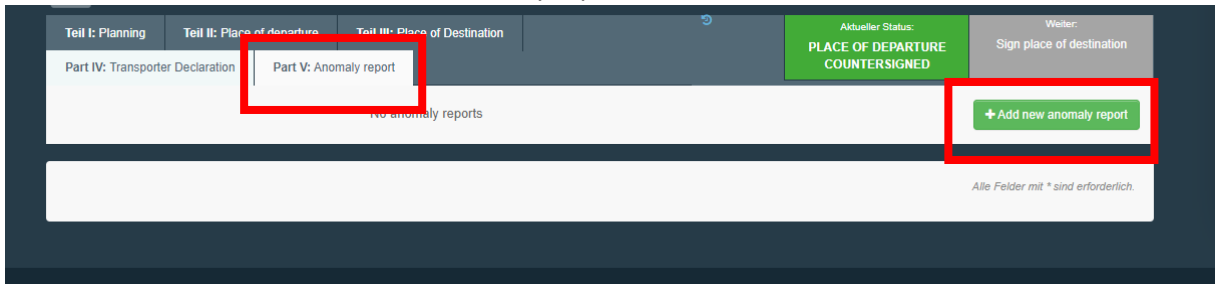 Teil I: Planning
Teil II: Place of departure
Teil III: Place of Destination
Aktueller Status:
PLACE OF DEPARTURE
COUNTERSIGNED
Weiter:
Sign place of destination
Part IV: Transporter Declaration
Part V: Anomaly report
No anomaly reports
+ Add new anomaly report
Alle Felder mit * sind erforderlich.